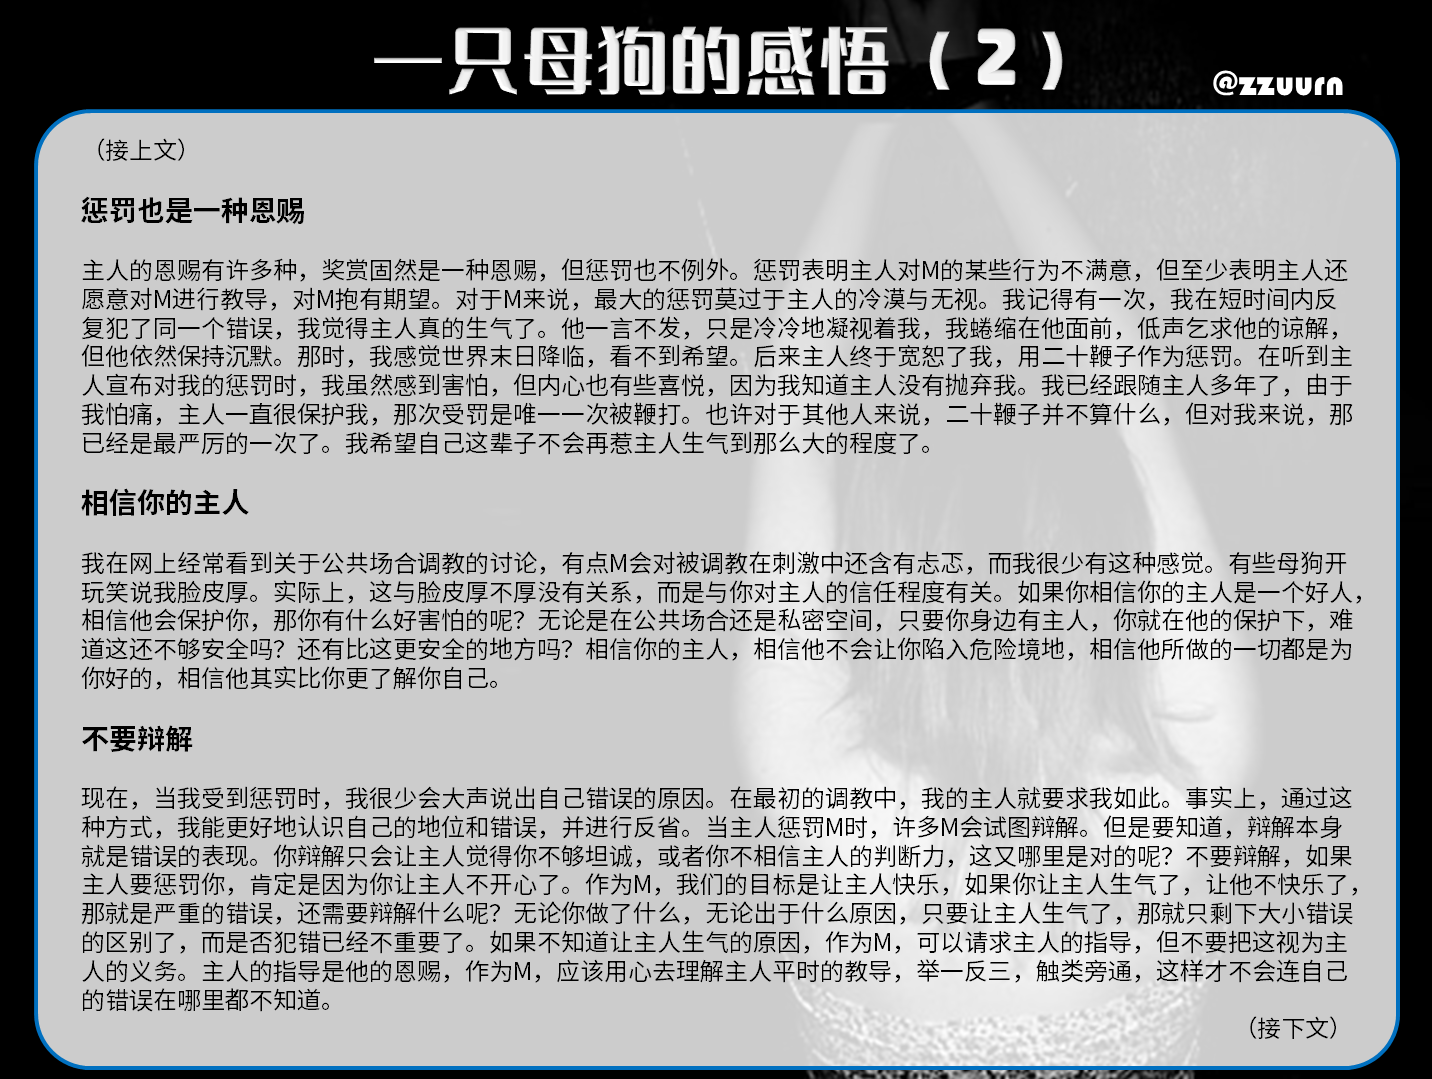 一只母狗的感悟（2）
@zzuurn
（接上文）
惩罚也是一种恩赐
主人的恩赐有许多种，奖赏固然是一种恩赐，但惩罚也不例外。惩罚表明主人对M的某些行为不满意，但至少表明主人还
愿意对M进行教导，对M抱有期望。对于M来说，最大的惩罚莫过于主人的冷漠与无视。我记得有一次，我在短时间内反
复犯了同一个错误，我觉得主人真的生气了。他一言不发，只是冷冷地凝视着我，我蜷缩在他面前，低声乞求他的谅解，
但他依然保持沉默。那时，我感觉世界末日降临，看不到希望。后来主人终于宽恕了我，用二十鞭子作为惩罚。在听到主
人宣布对我的惩罚时，我虽然感到害怕，但内心也有些喜悦，因为我知道主人没有抛弃我。我已经跟随主人多年了，由于
我怕痛，主人一直很保护我，那次受罚是唯一一次被鞭打。也许对于其他人来说，二十鞭子并不算什么，但对我来说，那
已经是最严厉的一次了。我希望自己这辈子不会再惹主人生气到那么大的程度了。
相信你的主人
我在网上经常看到关于公共场合调教的讨论，有点M会对被调教在刺激中还含有忐忑，而我很少有这种感觉。有些母狗开
玩笑说我脸皮厚。实际上，这与脸皮厚不厚没有关系，而是与你对主人的信任程度有关。如果你相信你的主人是一个好人，
相信他会保护你，那你有什么好害怕的呢？无论是在公共场合还是私密空间，只要你身边有主人，你就在他的保护下，难
道这还不够安全吗？还有比这更安全的地方吗？相信你的主人，相信他不会让你陷入危险境地，相信他所做的一切都是为
你好的，相信他其实比你更了解你自己。
不要辩解
现在，当我受到惩罚时，我很少会大声说出自己错误的原因。在最初的调教中，我的主人就要求我如此。事实上，通过这
种方式，我能更好地认识自己的地位和错误，并进行反省。当主人惩罚M时，许多M会试图辩解。但是要知道，辩解本身
就是错误的表现。你辩解只会让主人觉得你不够坦诚，或者你不相信主人的判断力，这又哪里是对的呢？不要辩解，如果
主人要惩罚你，肯定是因为你让主人不开心了。作为M，我们的目标是让主人快乐，如果你让主人生气了，让他不快乐了，
那就是严重的错误，还需要辩解什么呢？无论你做了什么，无论出于什么原因，只要让主人生气了，那就只剩下大小错误
的区别了，而是否犯错已经不重要了。如果不知道让主人生气的原因，作为M，可以请求主人的指导，但不要把这视为主
人的义务。主人的指导是他的恩赐，作为M，应该用心去理解主人平时的教导，举一反三，触类旁通，这样才不会连自己
的错误在哪里都不知道。
（接下文）